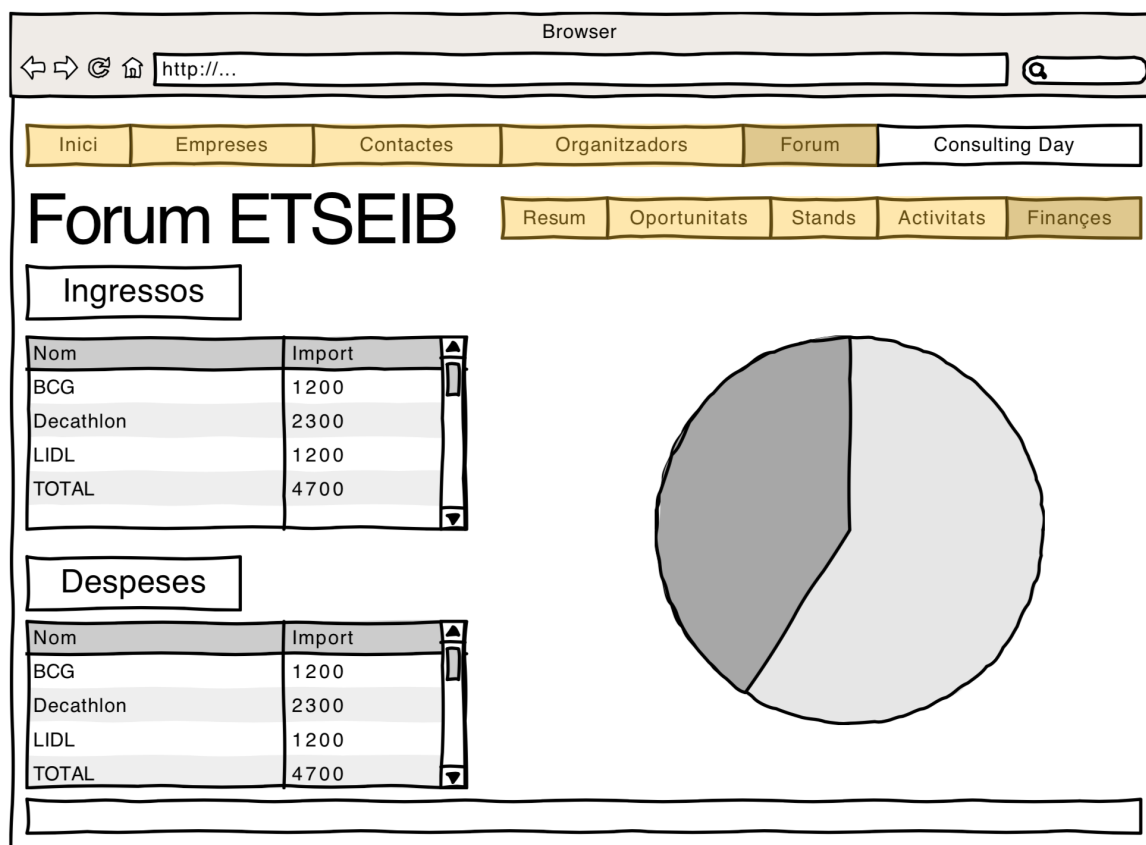 Browser
http://...
Inici Empreses Contactes Organitzadors Forum Consulting Day
Forum ETSEIB
Resum Oportunitats Stands Activitats Finançes
Ingressos
Nom Import
BCG 1200
Decathlon 2300
LIDL 1200
TOTAL 4700
Despeses
Nom Import
BCG 1200
Decathlon 2300
LIDL 1200
TOTAL 4700